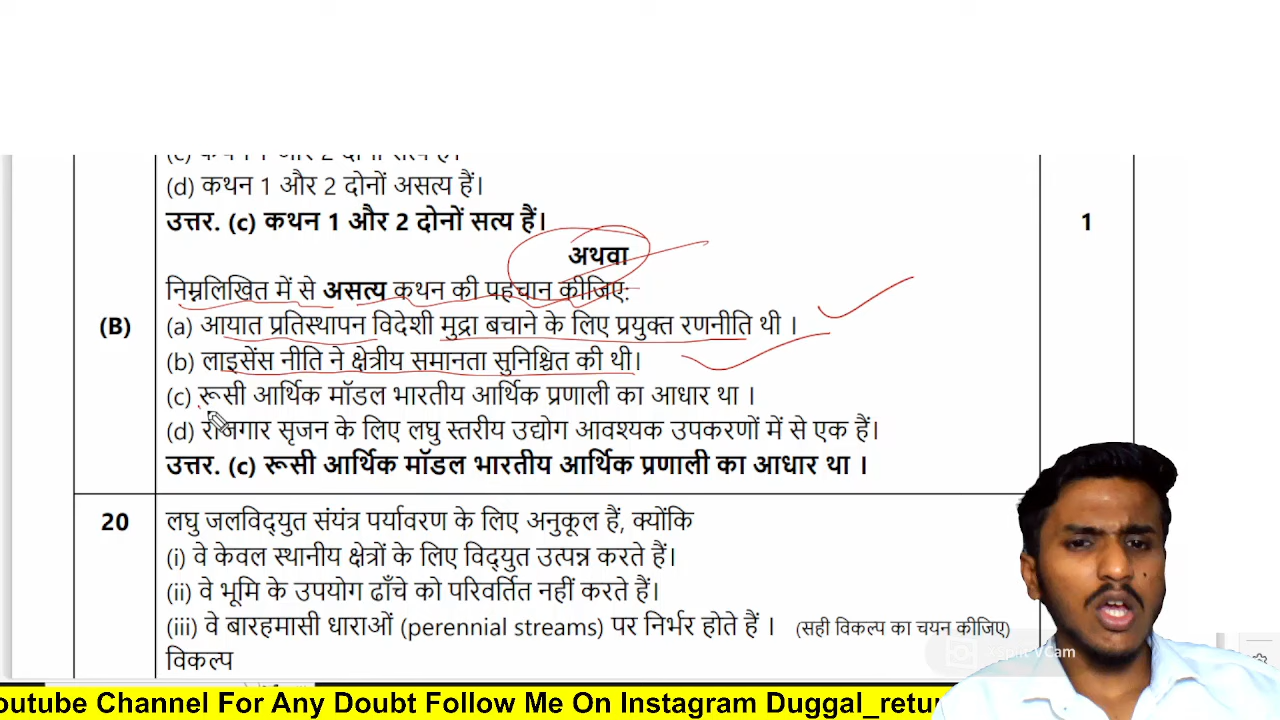 (d) कथन 1 और 2 दोनों असत्य हैं।
उत्तर. (c) कथन 1 और 2 दोनों सत्य हैं।
1
अथवा
निम्नलिखित में से असत्य कथन की पहचान कीजिए:
(B)
(a) आयात प्रतिस्थापन विदेशी मुद्रा बचाने के लिए प्रयुक्त रणनीति थी ।
(b) लाइसेंस नीति ने क्षेत्रीय समानता सुनिश्चित की थी।
(c) रूसी आर्थिक मॉडल भारतीय आर्थिक प्रणाली का आधार था ।
(d) रोजगार सृजन के लिए लघु स्तरीय उद्योग आवश्यक उपकरणों में से एक हैं।
उत्तर. (c) रूसी आर्थिक मॉडल भारतीय आर्थिक प्रणाली का आधार था ।
20
लघु जलविद्युत संयंत्र पर्यावरण के लिए अनुकूल हैं, क्योंकि
(i) वे केवल स्थानीय क्षेत्रों के लिए विद्युत उत्पन्न करते हैं।
(ii) वे भूमि के उपयोग ढाँचे को परिवर्तित नहीं करते हैं।
(iii) वे बारहमासी धाराओं (perennial streams) पर निर्भर होते हैं । (सही विकल्प का चयन कीजिए)
विकल्प
VCam
outube Channel For Any Doubt Follow Me On Instagram